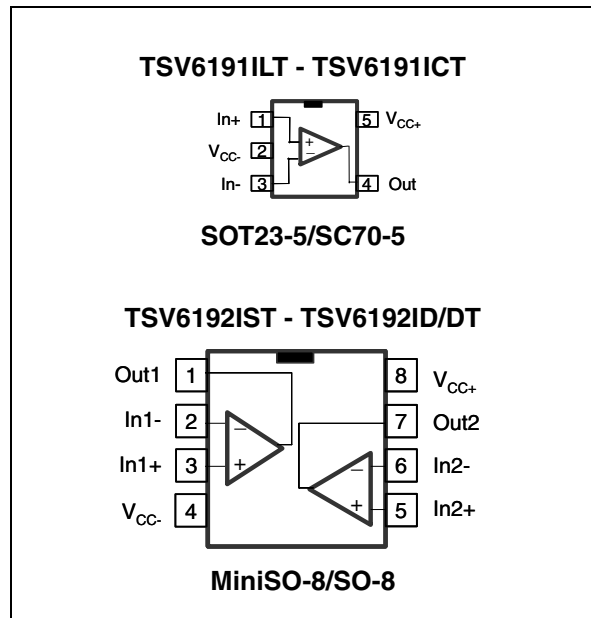 TSV6191ILT - TSV6191ICT
In+ 1 5 VCC+
VCC- 2
+
−
In- 3 4 Out
SOT23-5/SC70-5
TSV6192IST - TSV6192ID/DT
Out1 1 8 VCC+
In1- 2 − 7 Out2
In1+ 3 + − 6 In2-
VCC- 4 + 5 In2+
MiniSO-8/SO-8